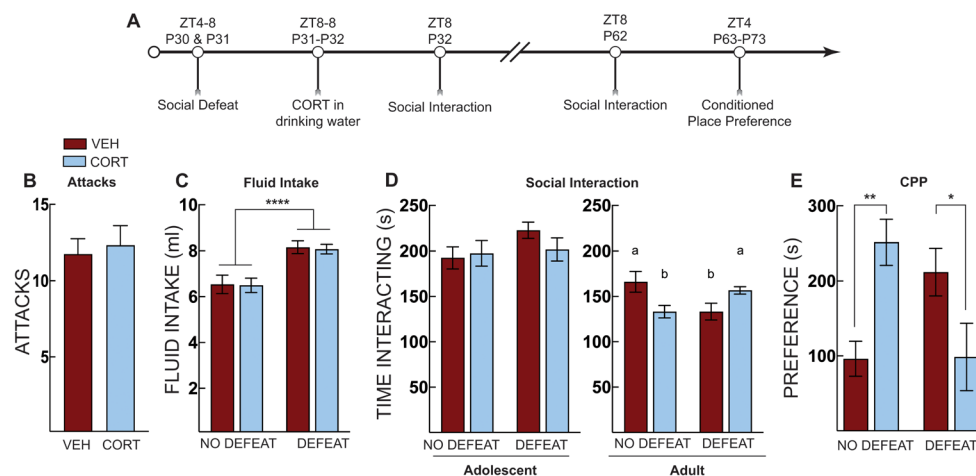 A
ZT4-8
P30 & P31
ZT8-8
P31-P32
ZT8
P32
ZT8
P62
ZT4
P63-P73
Social Defeat
CORT in
drinking water
Social Interaction
Social Interaction
Conditioned
Place Preference
VEH
CORT
B
Attacks
15
10
5
ATTACKS
VEH
CORT
C
Fluid Intake
10
8
6
4
2
FLUID INTAKE (ml)
****
NO DEFEAT
DEFEAT
D
Social Interaction
250
200
150
100
50
TIME INTERACTING (s)
NO DEFEAT
DEFEAT
Adolescent
250
200
150
100
50
a
b
b
a
NO DEFEAT
DEFEAT
Adult
E
CPP
300
200
100
PREFERENCE (s)
**
*
NO DEFEAT
DEFEAT